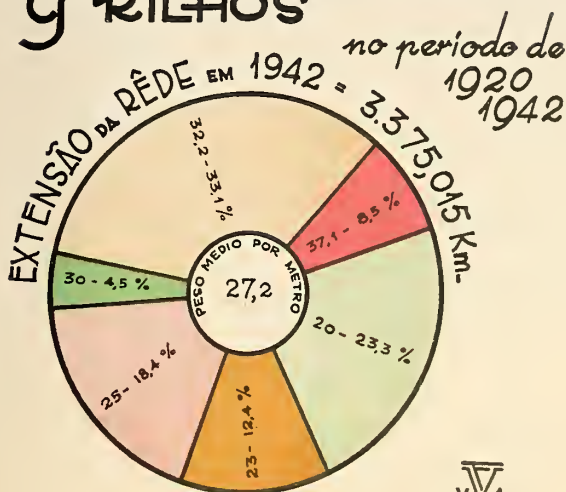 g RILHOS
no periodo de
1920
1942
EXTENSÃO DA RÊDE EM 1942 = 3.375,015 Km.
32,2 - 33,1 %
37,1 - 8,5 %
20 - 23,3 %
23 - 12,4 %
25 - 18,4 %
30 - 4,5 %
PESO MEDIO POR METRO
27,2